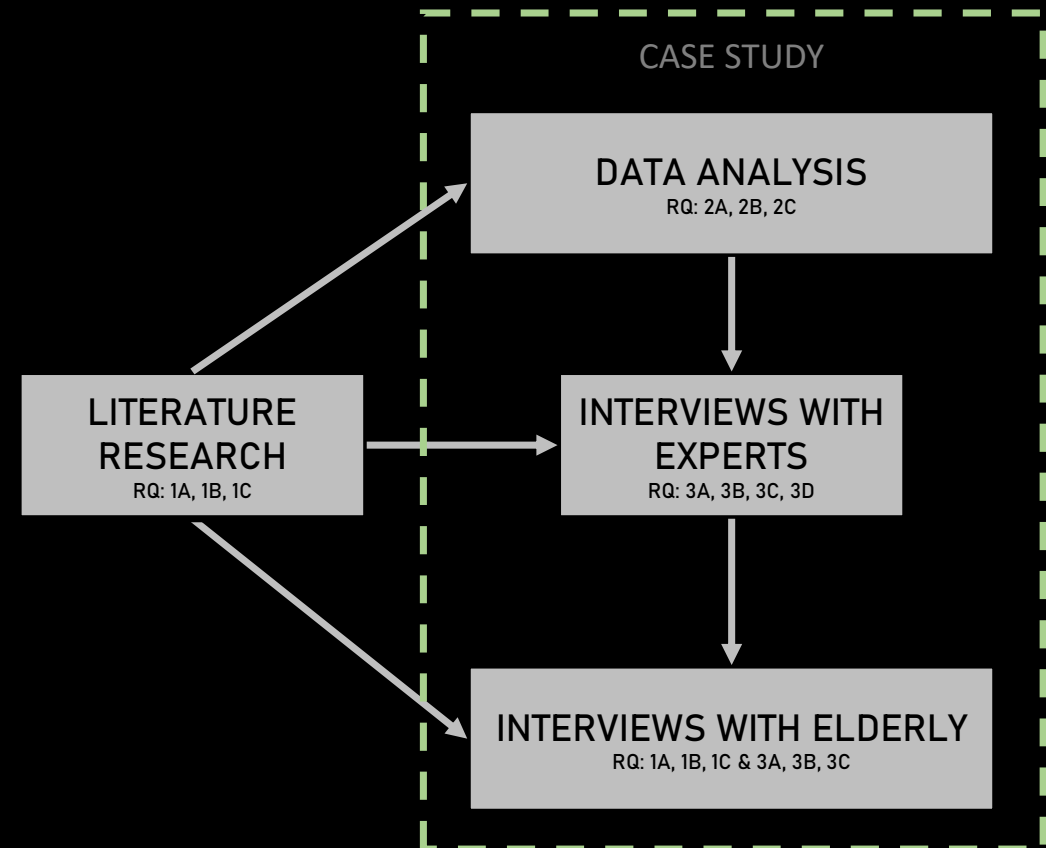 CASE STUDY
DATA ANALYSIS
RQ: 2A, 2B, 2C
LITERATURE
RESEARCH
RQ: 1A, 1B, 1C
INTERVIEWS WITH
EXPERTS
RQ: 3A, 3B, 3C, 3D
INTERVIEWS WITH ELDERLY
RQ: 1A, 1B, 1C & 3A, 3B, 3C